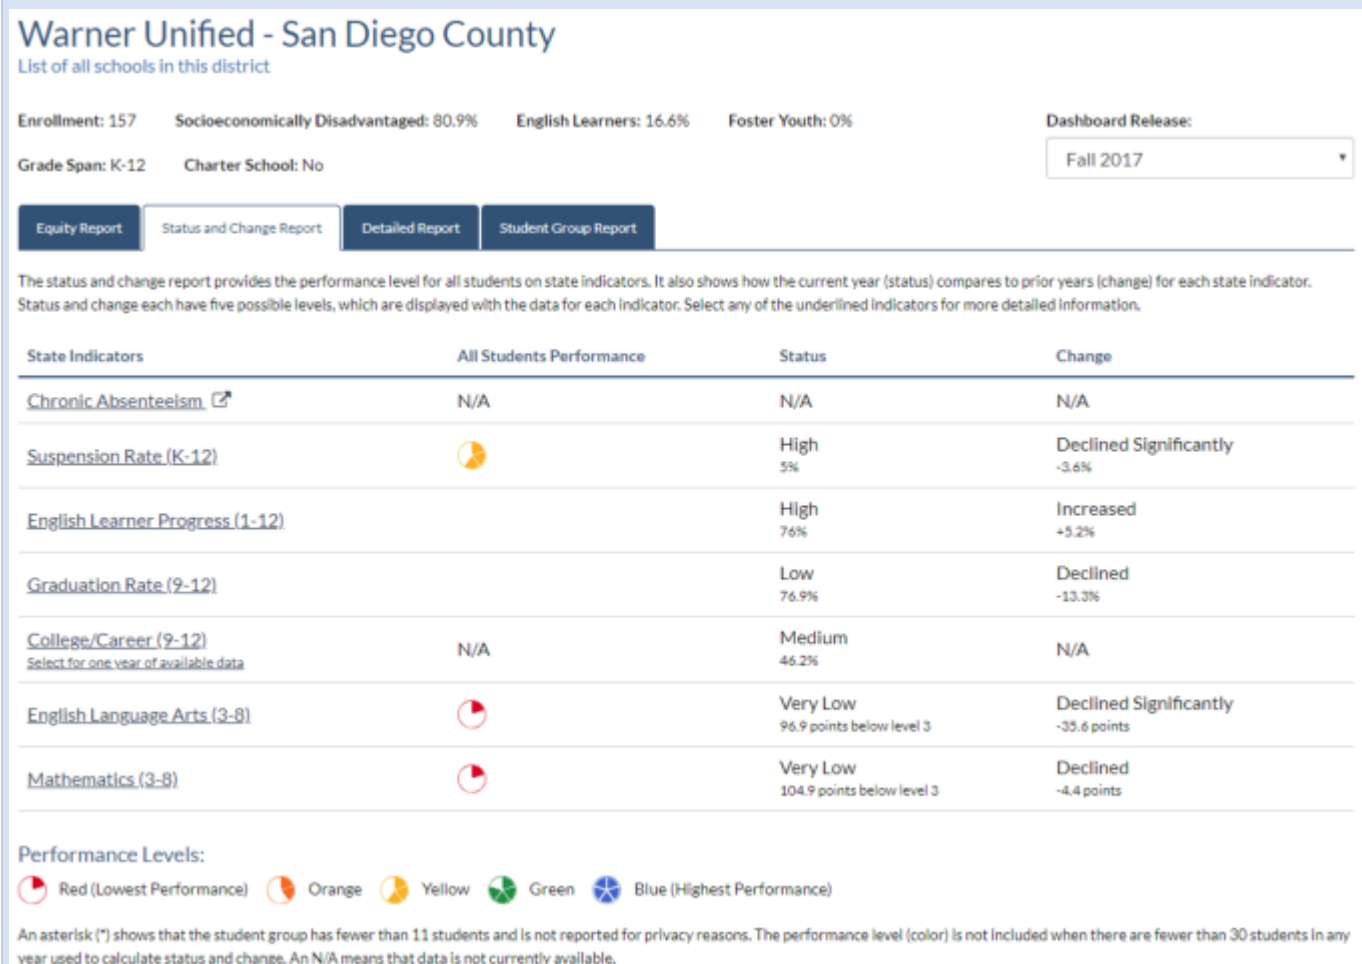 Warner Unified - San Diego County
List of all schools in this district
Enrollment: 157 Socioeconomically Disadvantaged: 80.9% English Learners: 16.6% Foster Youth: 0% Dashboard Release:
Grade Span: K-12 Charter School: No Fall 2017
Equity Report Status and Change Report Detailed Report Student Group Report
The status and change report provides the performance level for all students on state indicators. It also shows how the current year (status) compares to prior years (change) for each state indicator.
Status and change each have five possible levels, which are displayed with the data for each indicator. Select any of the underlined indicators for more detailed information.
State Indicators All Students Performance Status Change
Chronic Absenteeism N/A N/A N/A
Suspension Rate (K-12) High Declined Significantly
5% -3.6%
English Learner Progress (1-12) High Increased
76% +5.2%
Graduation Rate (9-12) Low Declined
76.9% -13.3%
College/Career (9-12) N/A Medium N/A
Select for one year of available data 46.2%
English Language Arts (3-8) Very Low Declined Significantly
96.9 points below level 3 -35.6 points
Mathematics (3-8) Very Low Declined
104.9 points below level 3 -4.4 points
Performance Levels:
Red (Lowest Performance) Orange Yellow Green Blue (Highest Performance)
An asterisk (*) shows that the student group has fewer than 11 students and is not reported for privacy reasons. The performance level (color) is not included when there are fewer than 30 students in any
year used to calculate status and change. An N/A means that data is not currently available.